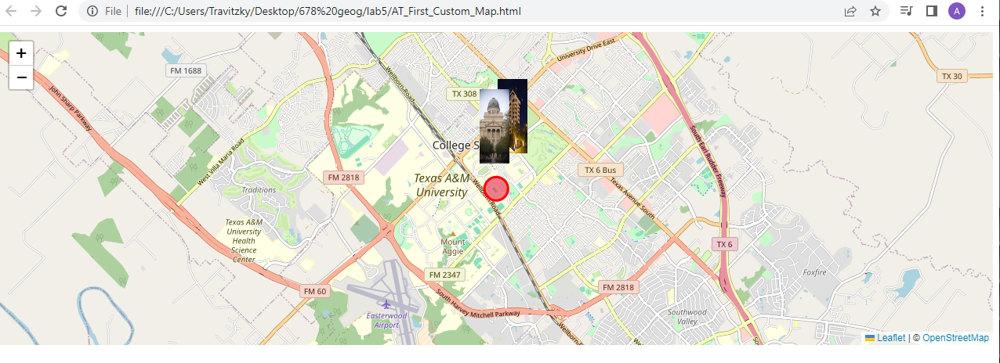 File
file:///C:/Users/Travitzky/Desktop/678%20geog/lab5/AT_First_Custom_Map.html
A
+
−
FM 1688
John Sharp Parkway
West Villa Maria Road
Traditions
Texas A&M
University
Health
Science
Center
FM 2818
FM 60
Wellborn Road
TX 308
University Drive East
College S
Texas A&M
University
Wellborn Road
Mount
Aggie
FM 2347
South Harvey Mitchell Parkway
Easterwood
Airport
TX 6 Bus
Texas Avenue South
South Earl Rudder Freeway
TX 30
TX 6
Foxfire
FM 2818
Southwood
Valley
Leaflet | © OpenStreetMap